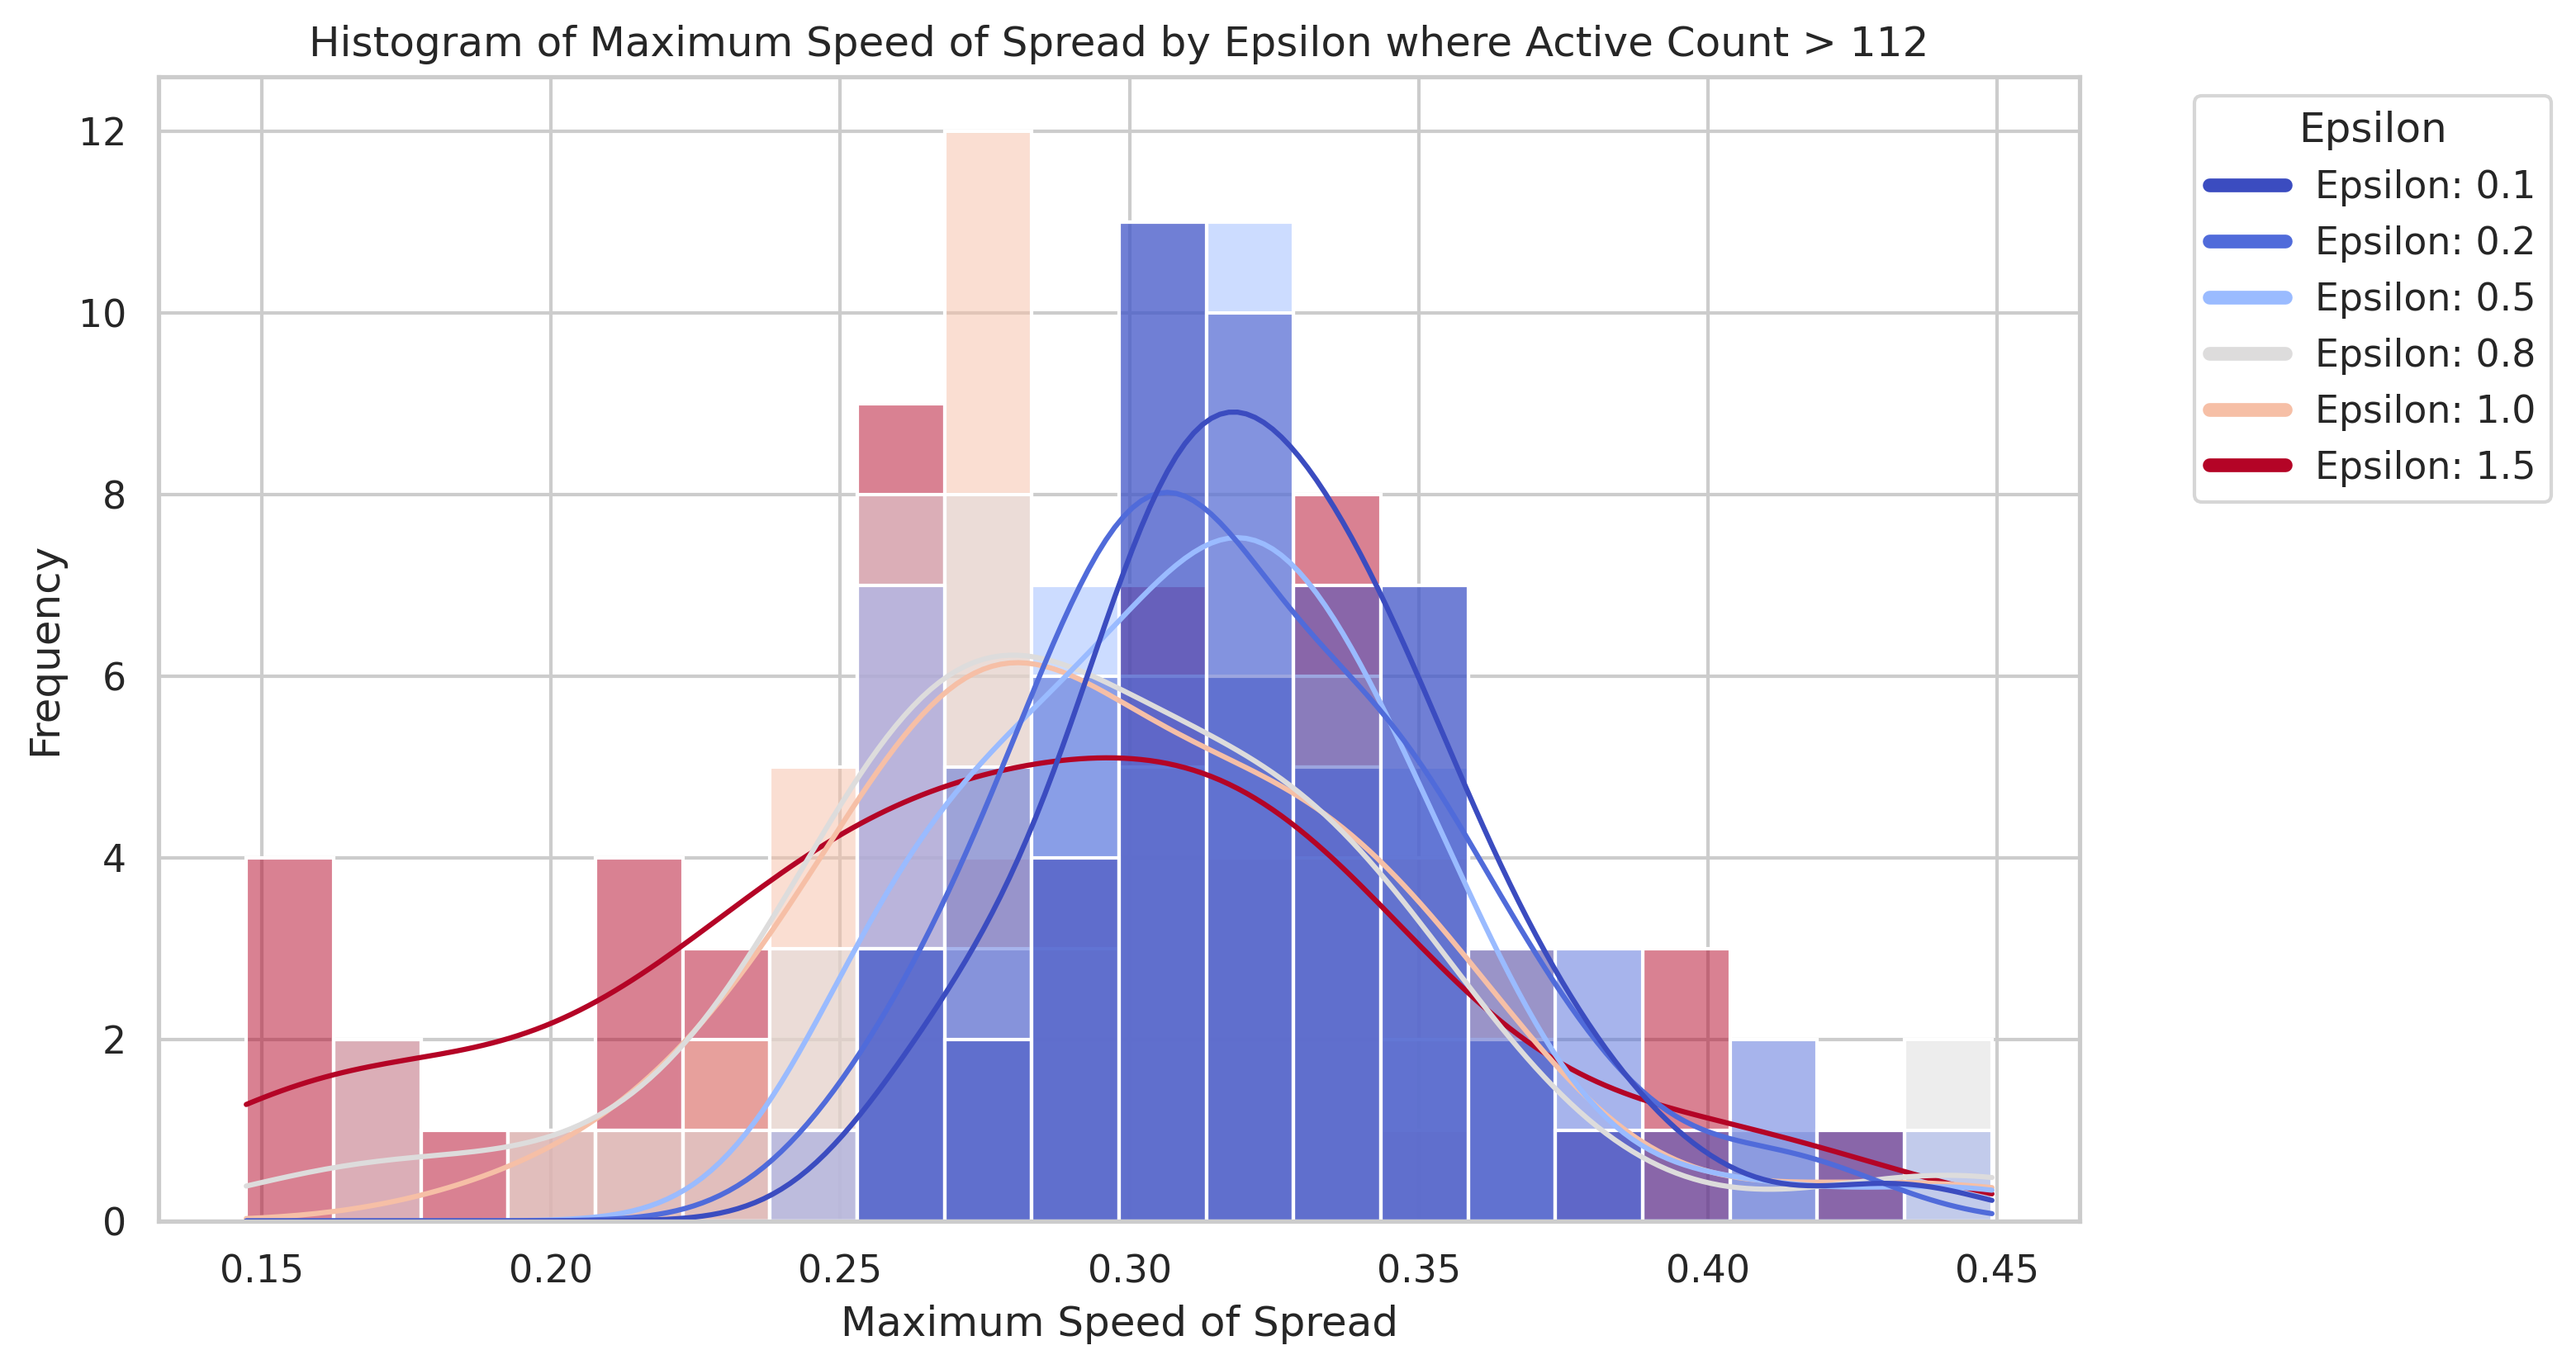 Histogram of Maximum Speed of Spread by Epsilon where Active Count > 112
12
10
8
6
4
2
0
Frequency
0.15 0.20 0.25 0.30 0.35 0.40 0.45
Maximum Speed of Spread
Epsilon
Epsilon: 0.1
Epsilon: 0.2
Epsilon: 0.5
Epsilon: 0.8
Epsilon: 1.0
Epsilon: 1.5